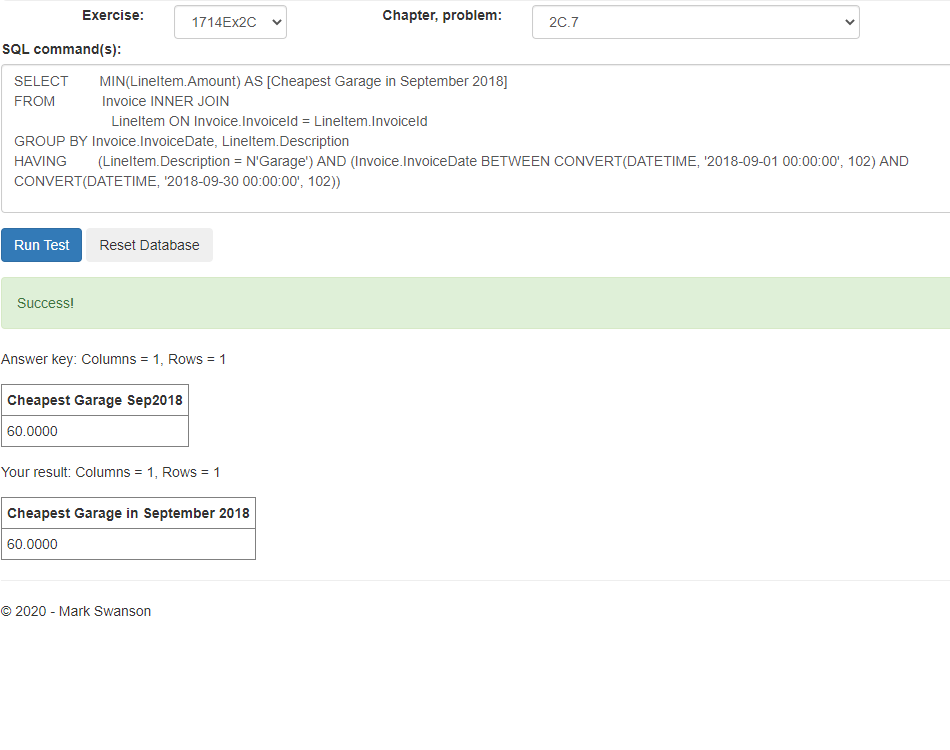 Exercise: 1714Ex2C Chapter, problem: 2C.7
SQL command(s):
SELECT MIN(LineItem.Amount) AS [Cheapest Garage in September 2018]
FROM Invoice INNER JOIN
LineItem ON Invoice.InvoiceId = LineItem.InvoiceId
GROUP BY Invoice.InvoiceDate, LineItem.Description
HAVING (LineItem.Description = N'Garage') AND (Invoice.InvoiceDate BETWEEN CONVERT(DATETIME, '2018-09-01 00:00:00', 102) AND
CONVERT(DATETIME, '2018-09-30 00:00:00', 102))
Run Test Reset Database
Success!
Answer key: Columns = 1, Rows = 1
Cheapest Garage Sep2018
60.0000
Your result: Columns = 1, Rows = 1
Cheapest Garage in September 2018
60.0000
© 2020 - Mark Swanson